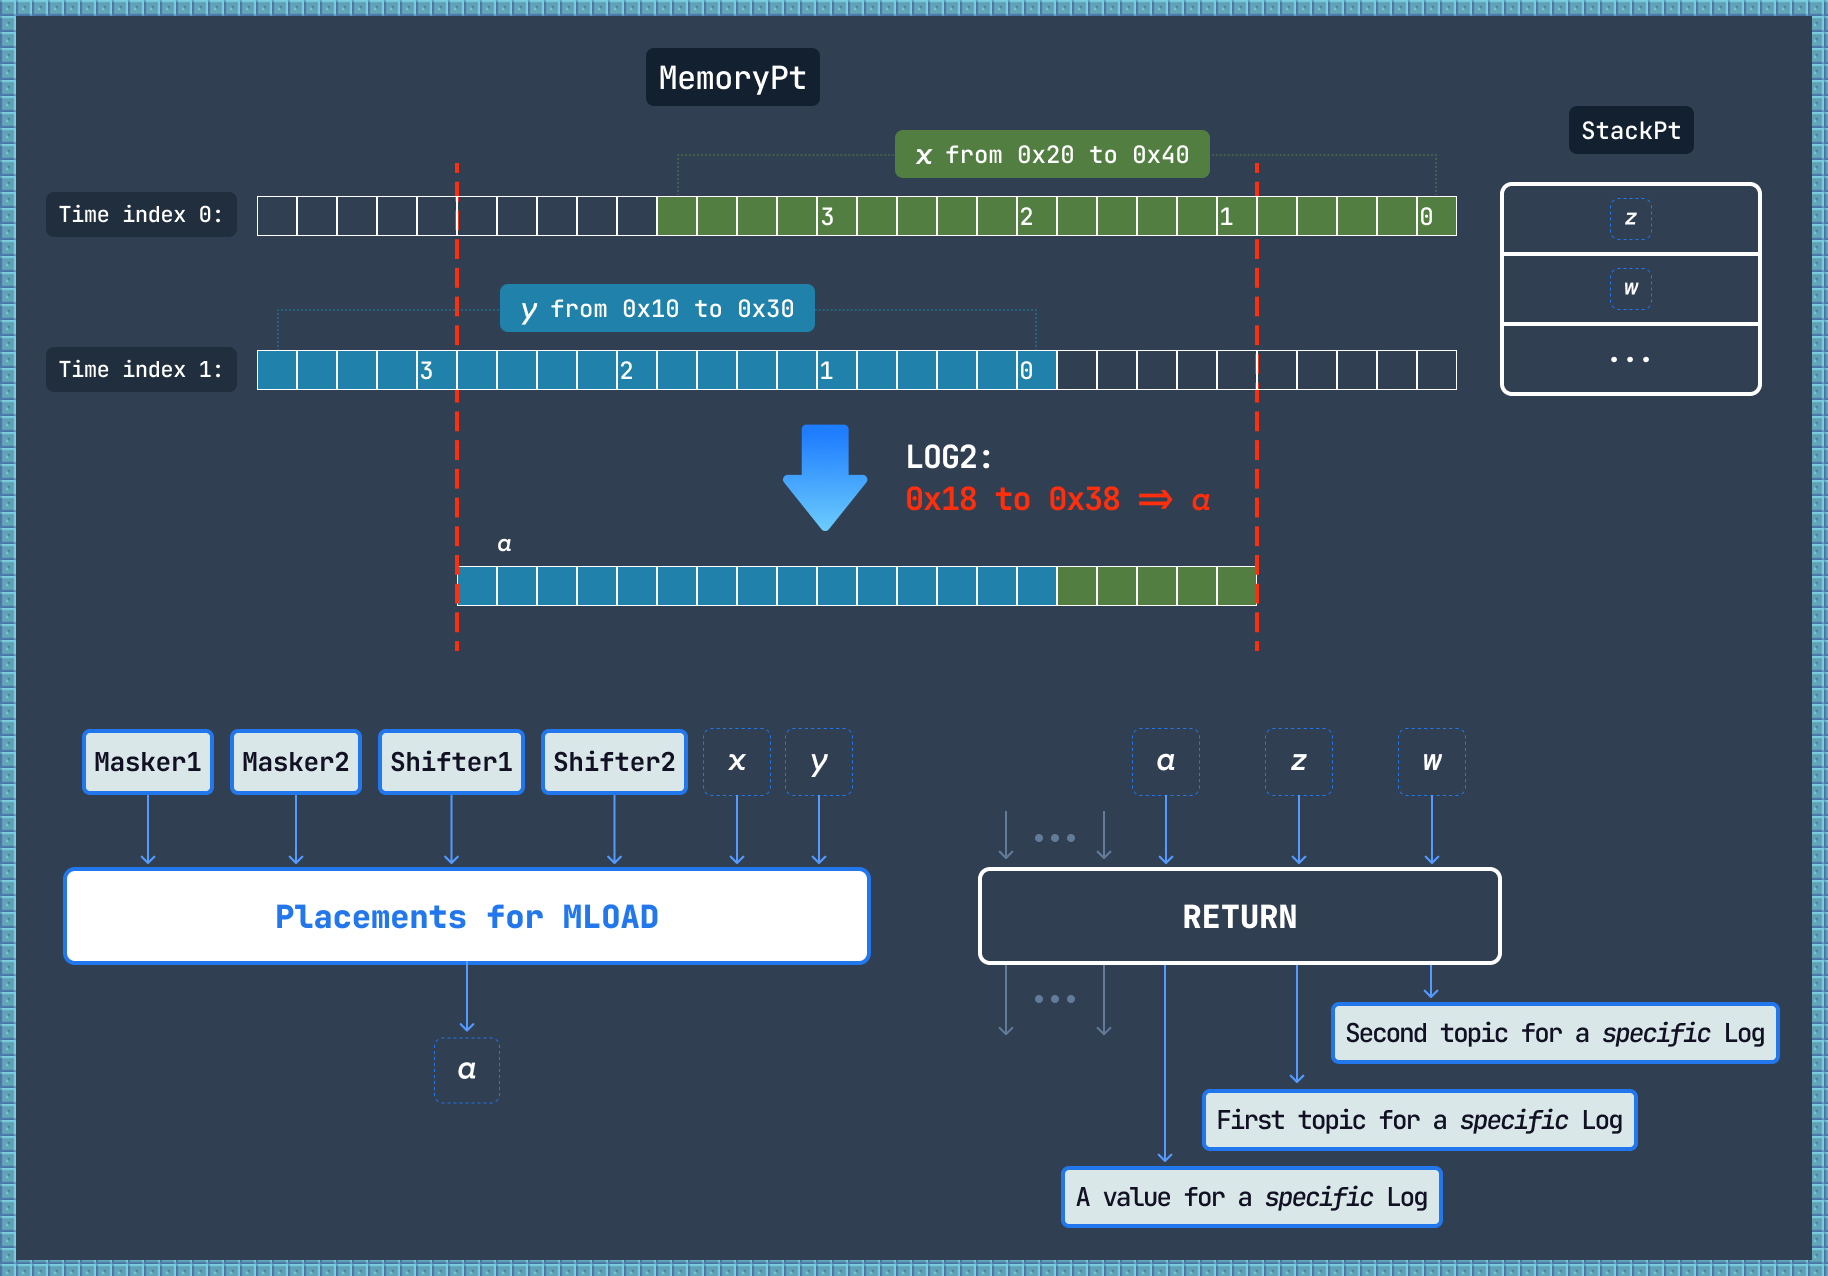 MemoryPt
StackPt
x from 0x20 to 0x40
Time index 0:
3 2 1 0
z
w
...
y from 0x10 to 0x30
Time index 1:
3 2 1 0
LOG2:
0x18 to 0x38 ⇒ a
a
Masker1 Masker2 Shifter1 Shifter2 x y
Placements for MLOAD
a
a z w
...
RETURN
...
Second topic for a specific Log
First topic for a specific Log
A value for a specific Log